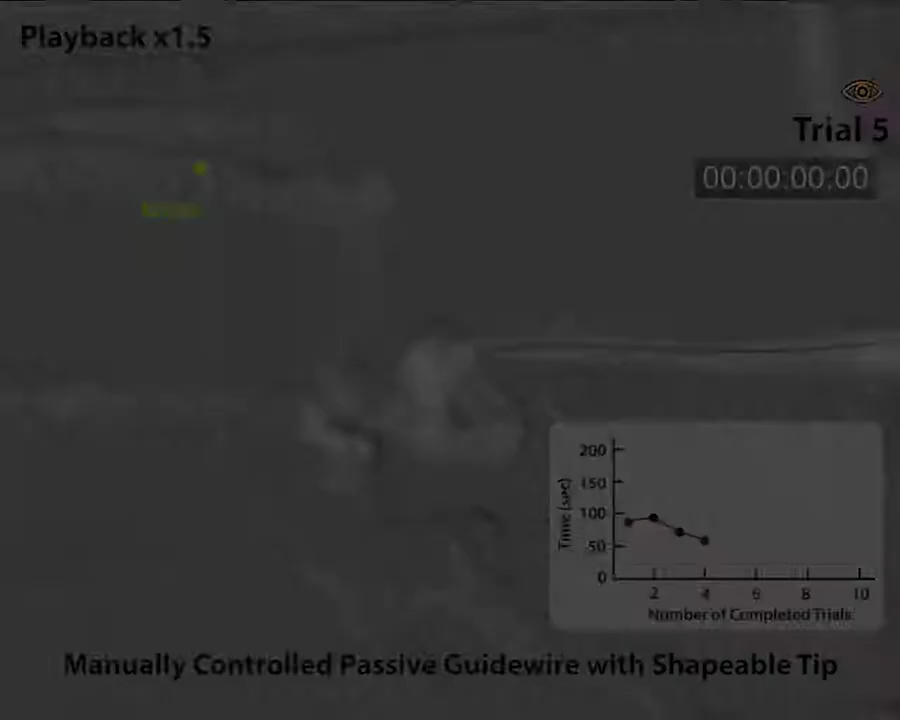 Playback x1.5
Trial 5
00:00:00.00
200
150
100
50
0
Time (sec)
2 4 6 8 10
Number of Completed Trials
Manually Controlled Passive Guidewire with Shapeable Tip